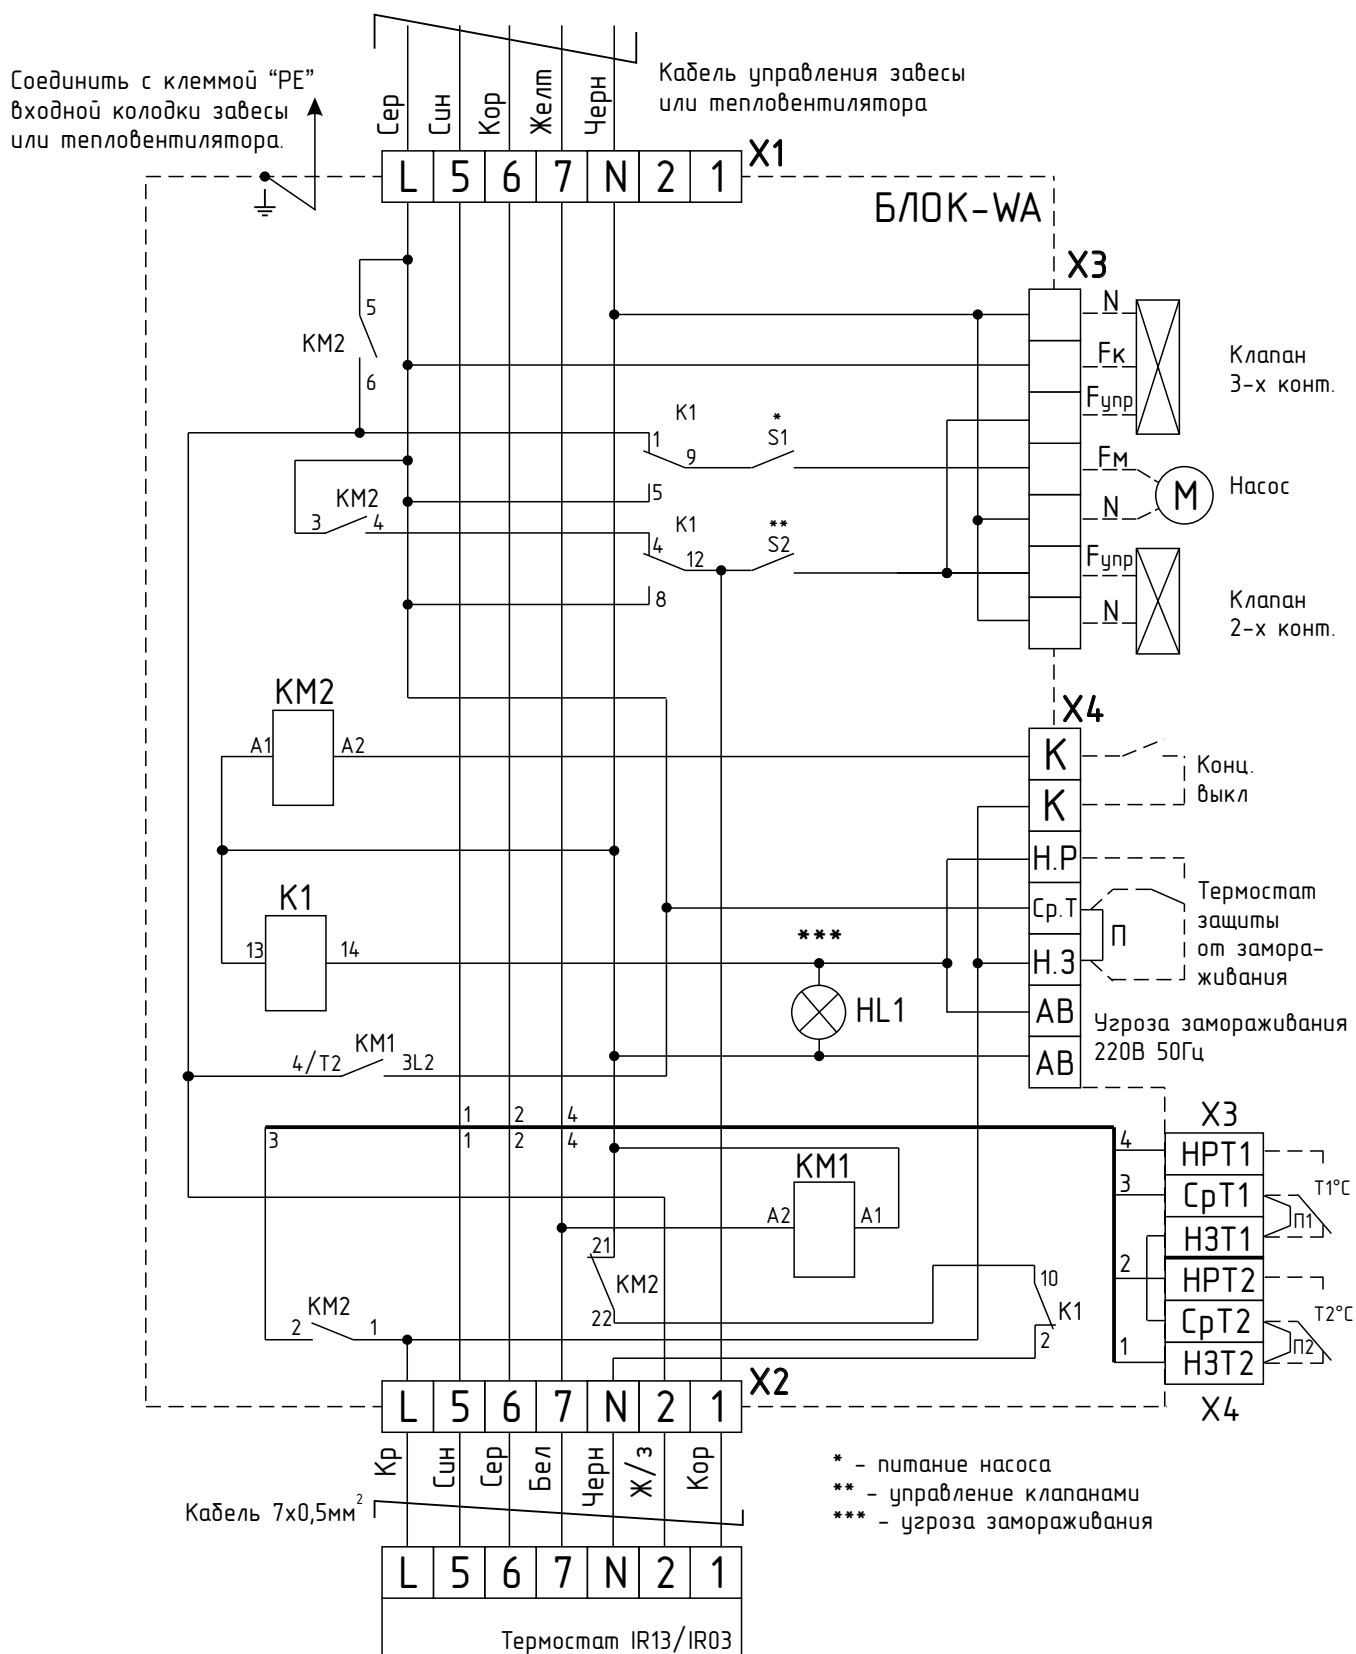 Соединить с клеммой “PE”
входной колодки завесы
или тепловентилятора.
Кабель управления завесы
или тепловентилятора
Сер
Син
Кор
Желт
Черн
L 5 6 7 N 2 1
X1
БЛОК-WA
X3
N
Fк
Fупр
Клапан
3-х конт.
Fм
N
M
Насос
Fупр
N
Клапан
2-х конт.
5
KM2
6
K1
1
9
*
S1
5
KM2
3
4
K1
4
12
**
S2
8
KM2
A1
A2
X4
К
К
Конц.
выкл
Н.Р
Ср.Т
Н.З
П
Термостат
защиты
от замора-
живания
АВ
АВ
Угроза замораживания
220В 50Гц
K1
13
14
***
HL1
4/T2
KM1
3L2
1
2
4
3
1
2
4
KM1
A2
A1
21
KM2
22
10
K1
2
KM2
2
1
X3
4
НРТ1
3
СрТ1
НЗТ1
T1°C
П1
2
НРТ2
СрТ2
1
НЗТ2
T2°C
П2
X4
L 5 6 7 N 2 1
X2
Кр
Син
Сер
Бел
Черн
Ж/з
Кор
Кабель 7х0,5мм²
* - питание насоса
** - управление клапанами
*** - угроза замораживания
L 5 6 7 N 2 1
Термостат IR13/IR03